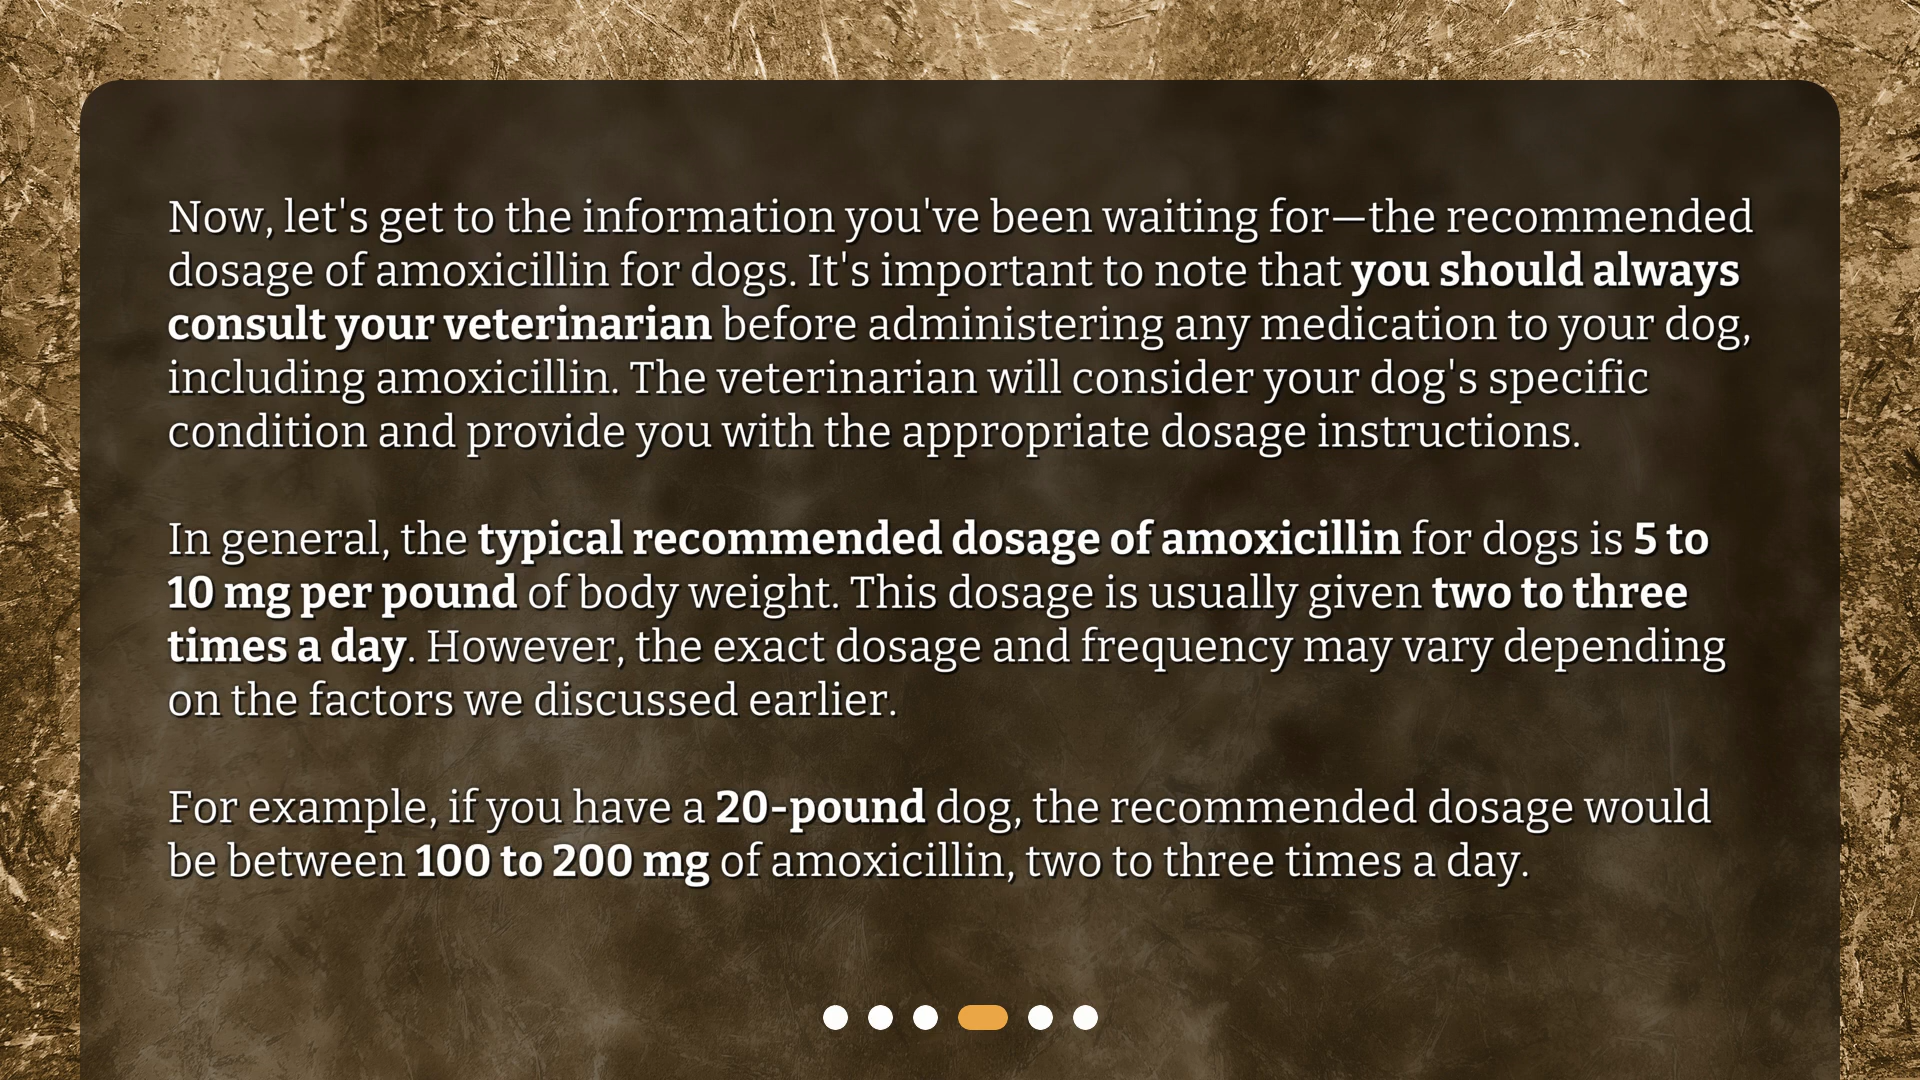 Now, let's get to the information you've been waiting for—the recommended
dosage of amoxicillin for dogs. It's important to note that you should always
consult your veterinarian before administering any medication to your dog,
including amoxicillin. The veterinarian will consider your dog's specific
condition and provide you with the appropriate dosage instructions.
In general, the typical recommended dosage of amoxicillin for dogs is 5 to
10 mg per pound of body weight. This dosage is usually given two to three
times a day. However, the exact dosage and frequency may vary depending
on the factors we discussed earlier.
For example, if you have a 20-pound dog, the recommended dosage would
be between 100 to 200 mg of amoxicillin, two to three times a day.